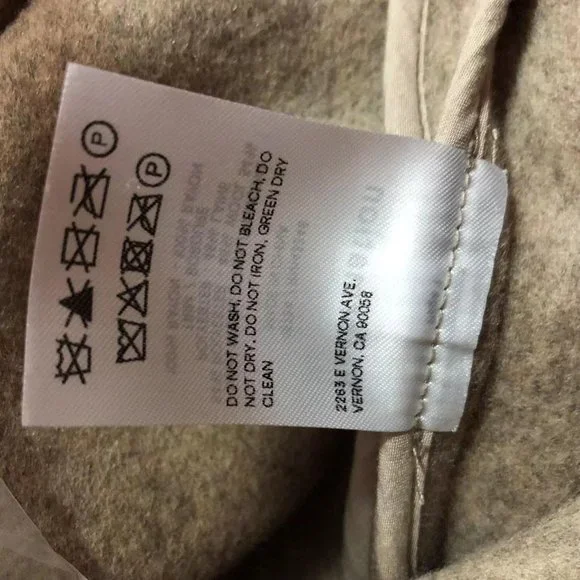 2263 E VERNON AVE.
VERNON, CA 90058
DO NOT WASH, DO NOT BLEACH, DO
NOT DRY, DO NOT IRON, GREEN DRY
CLEAN
P
P